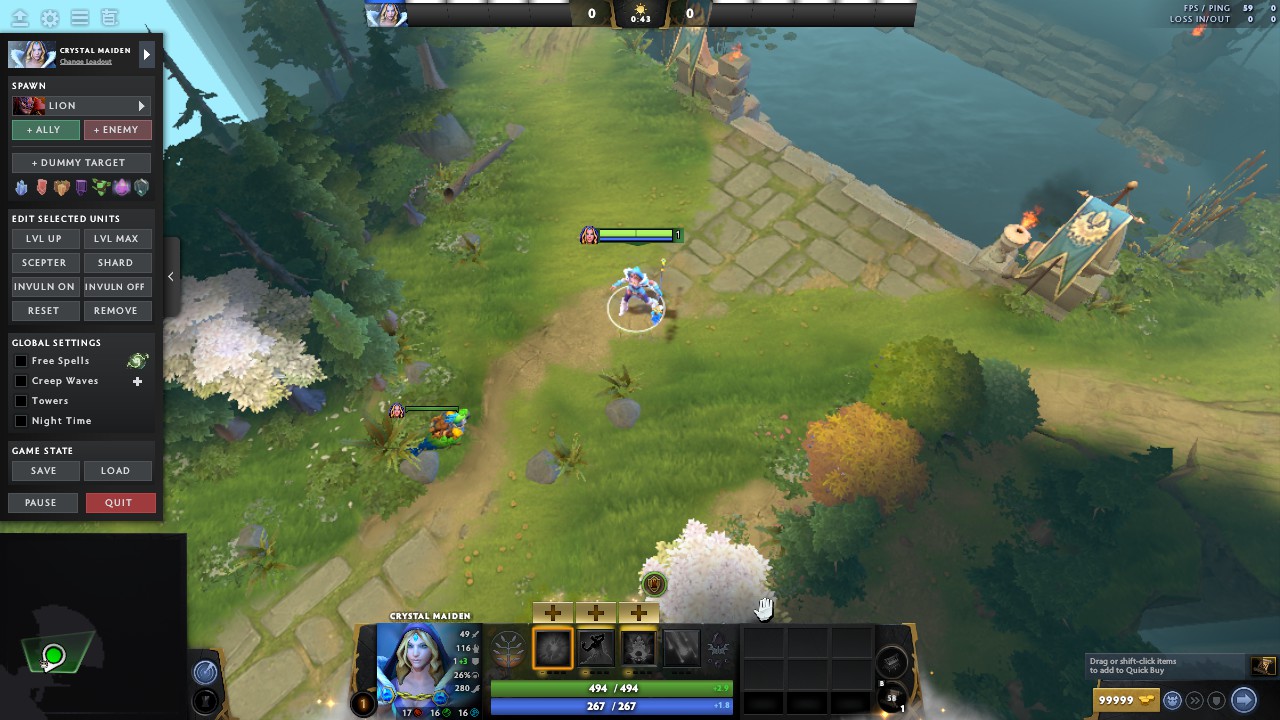 0
0:43
0
FPS / PING 59 0
LOSS IN/OUT 0 0
CRYSTAL MAIDEN
Change Loadout
SPAWN
LION
+ ALLY
+ ENEMY
+ DUMMY TARGET
EDIT SELECTED UNITS
LVL UP
LVL MAX
SCEPTER
SHARD
INVULN ON
INVULN OFF
RESET
REMOVE
GLOBAL SETTINGS
Free Spells
Creep Waves
Towers
Night Time
GAME STATE
SAVE
LOAD
PAUSE
QUIT
1
CRYSTAL MAIDEN
49
116
1 +3
26%
280
1
17 16 16
494 / 494
+2.9
267 / 267
+1.8
8
58
1
Drag or shift-click items
to add to Quick Buy
99999